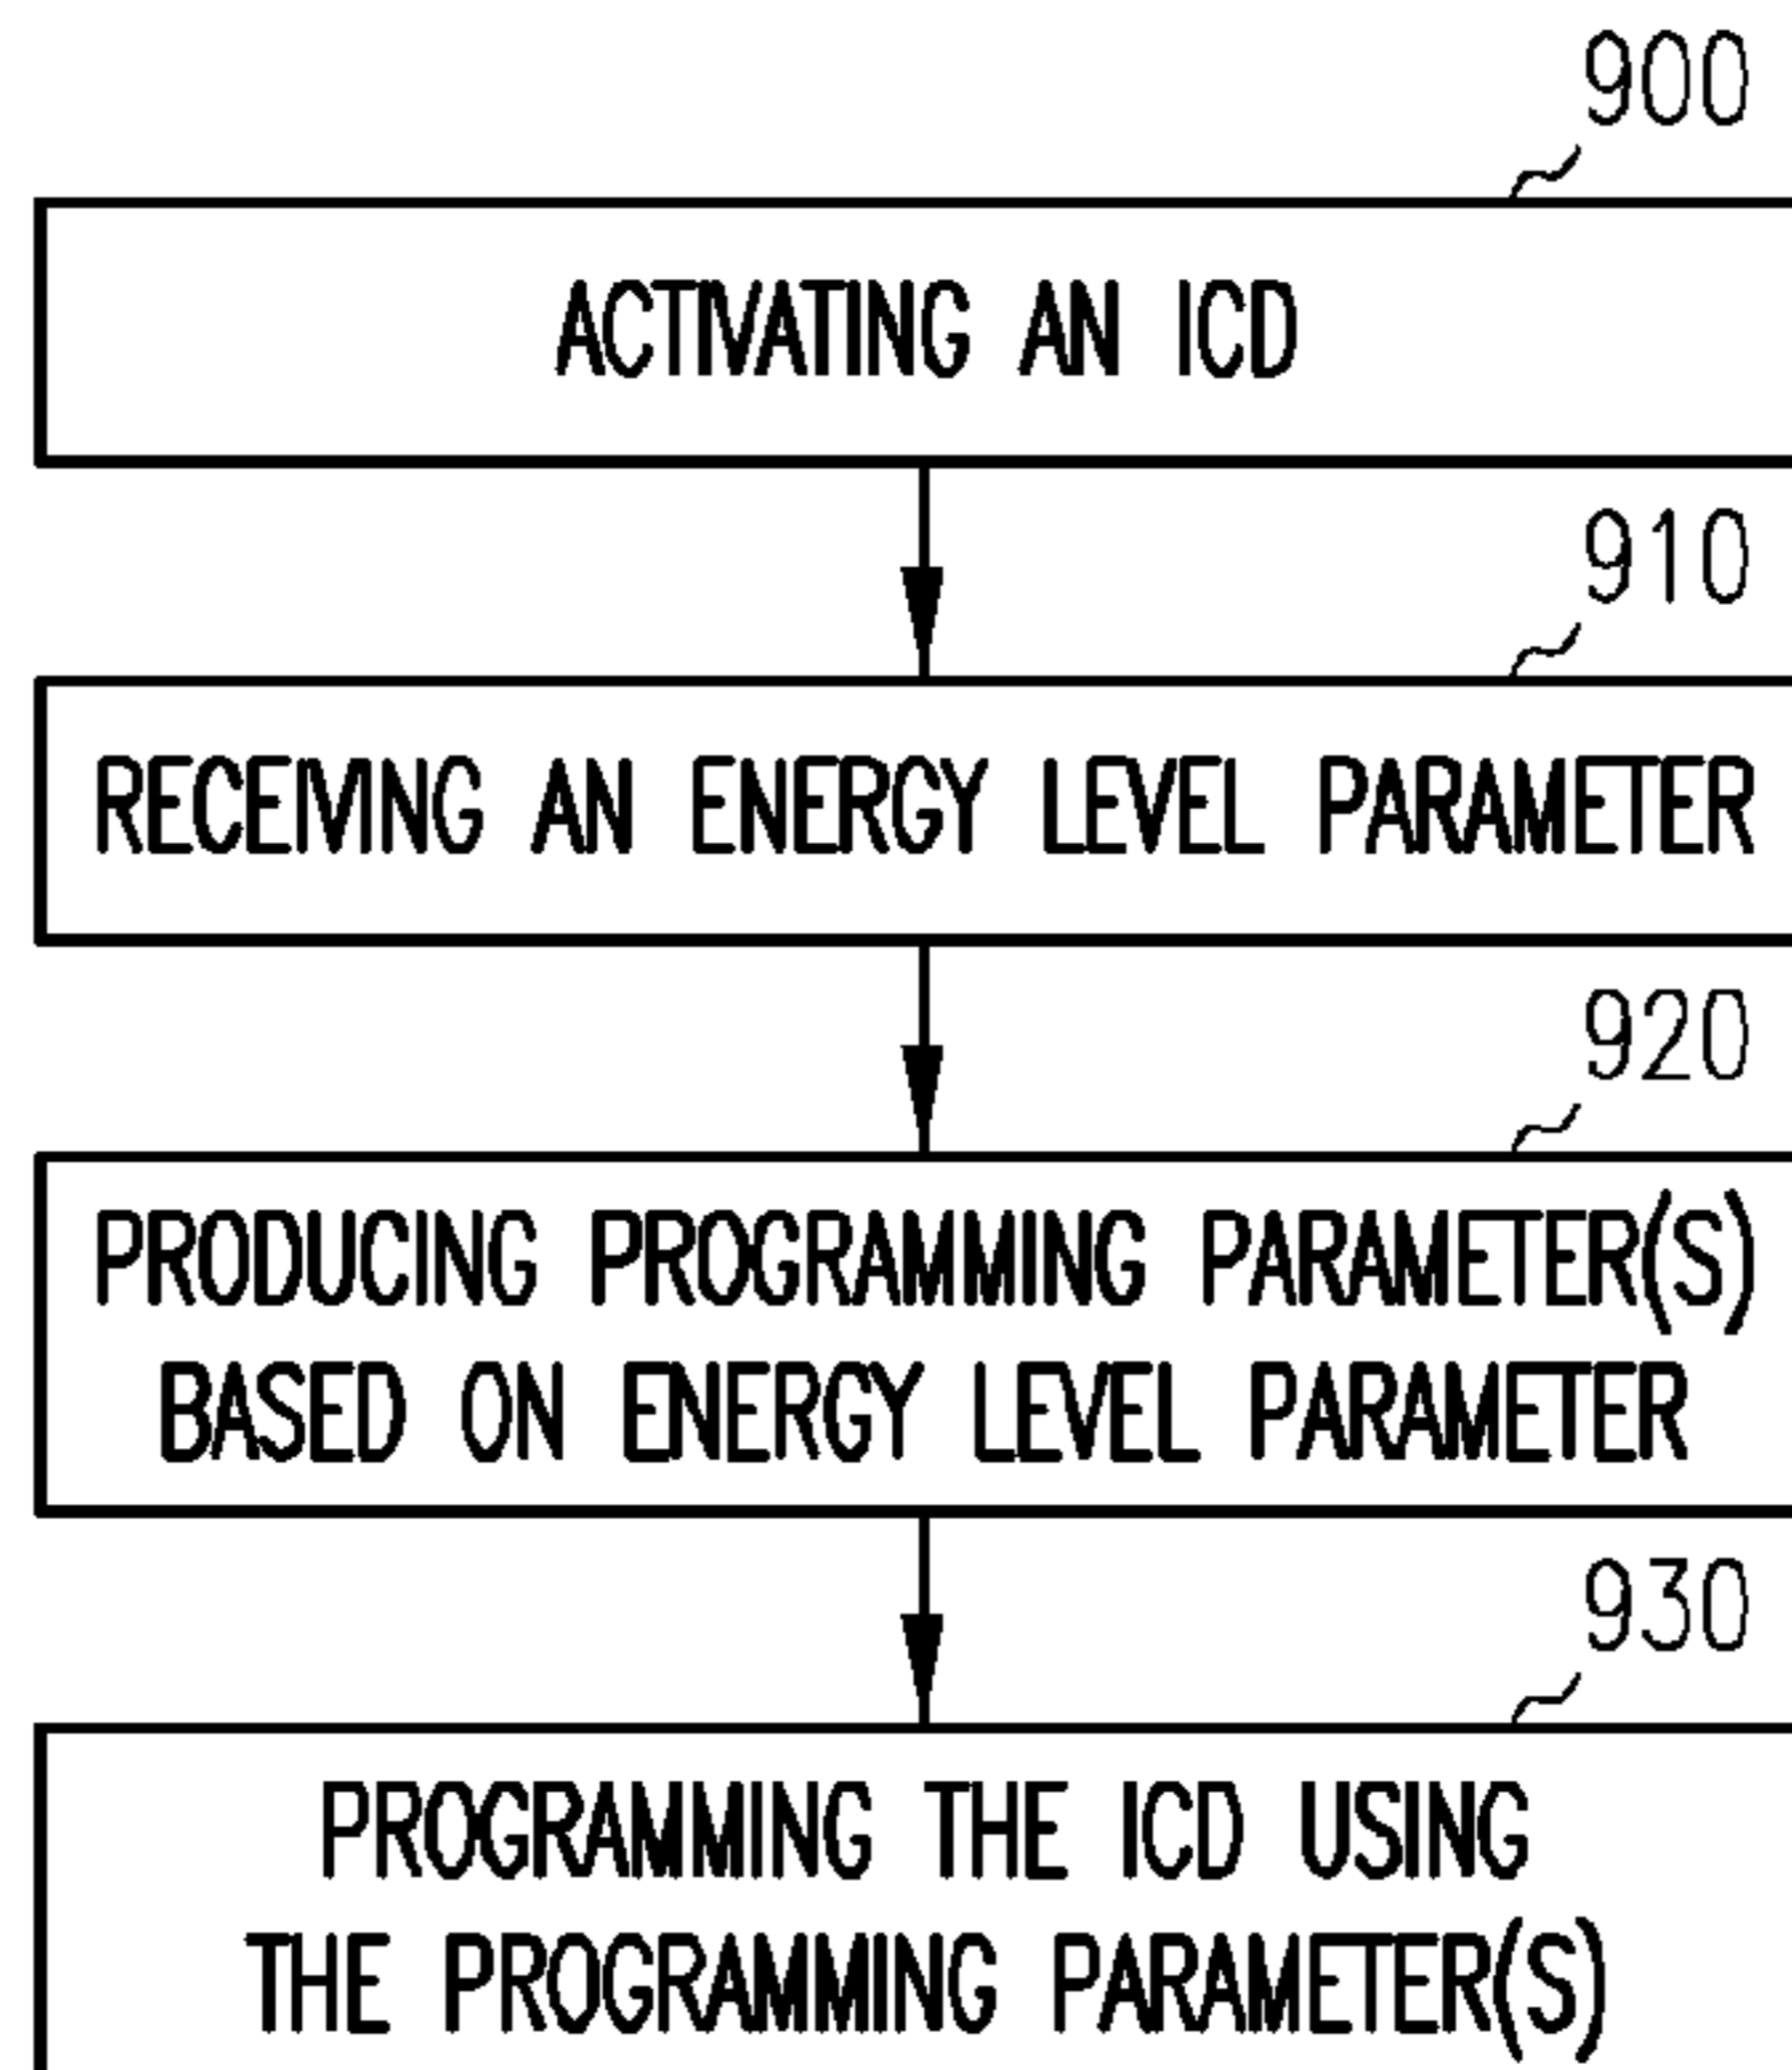 900
ACTIVATING AN ICD
910
RECEIVING AN ENERGY LEVEL PARAMETER
920
PRODUCING PROGRAMMING PARAMETER(S)
BASED ON ENERGY LEVEL PARAMETER
930
PROGRAMMING THE ICD USING
THE PROGRAMMING PARAMETER(S)